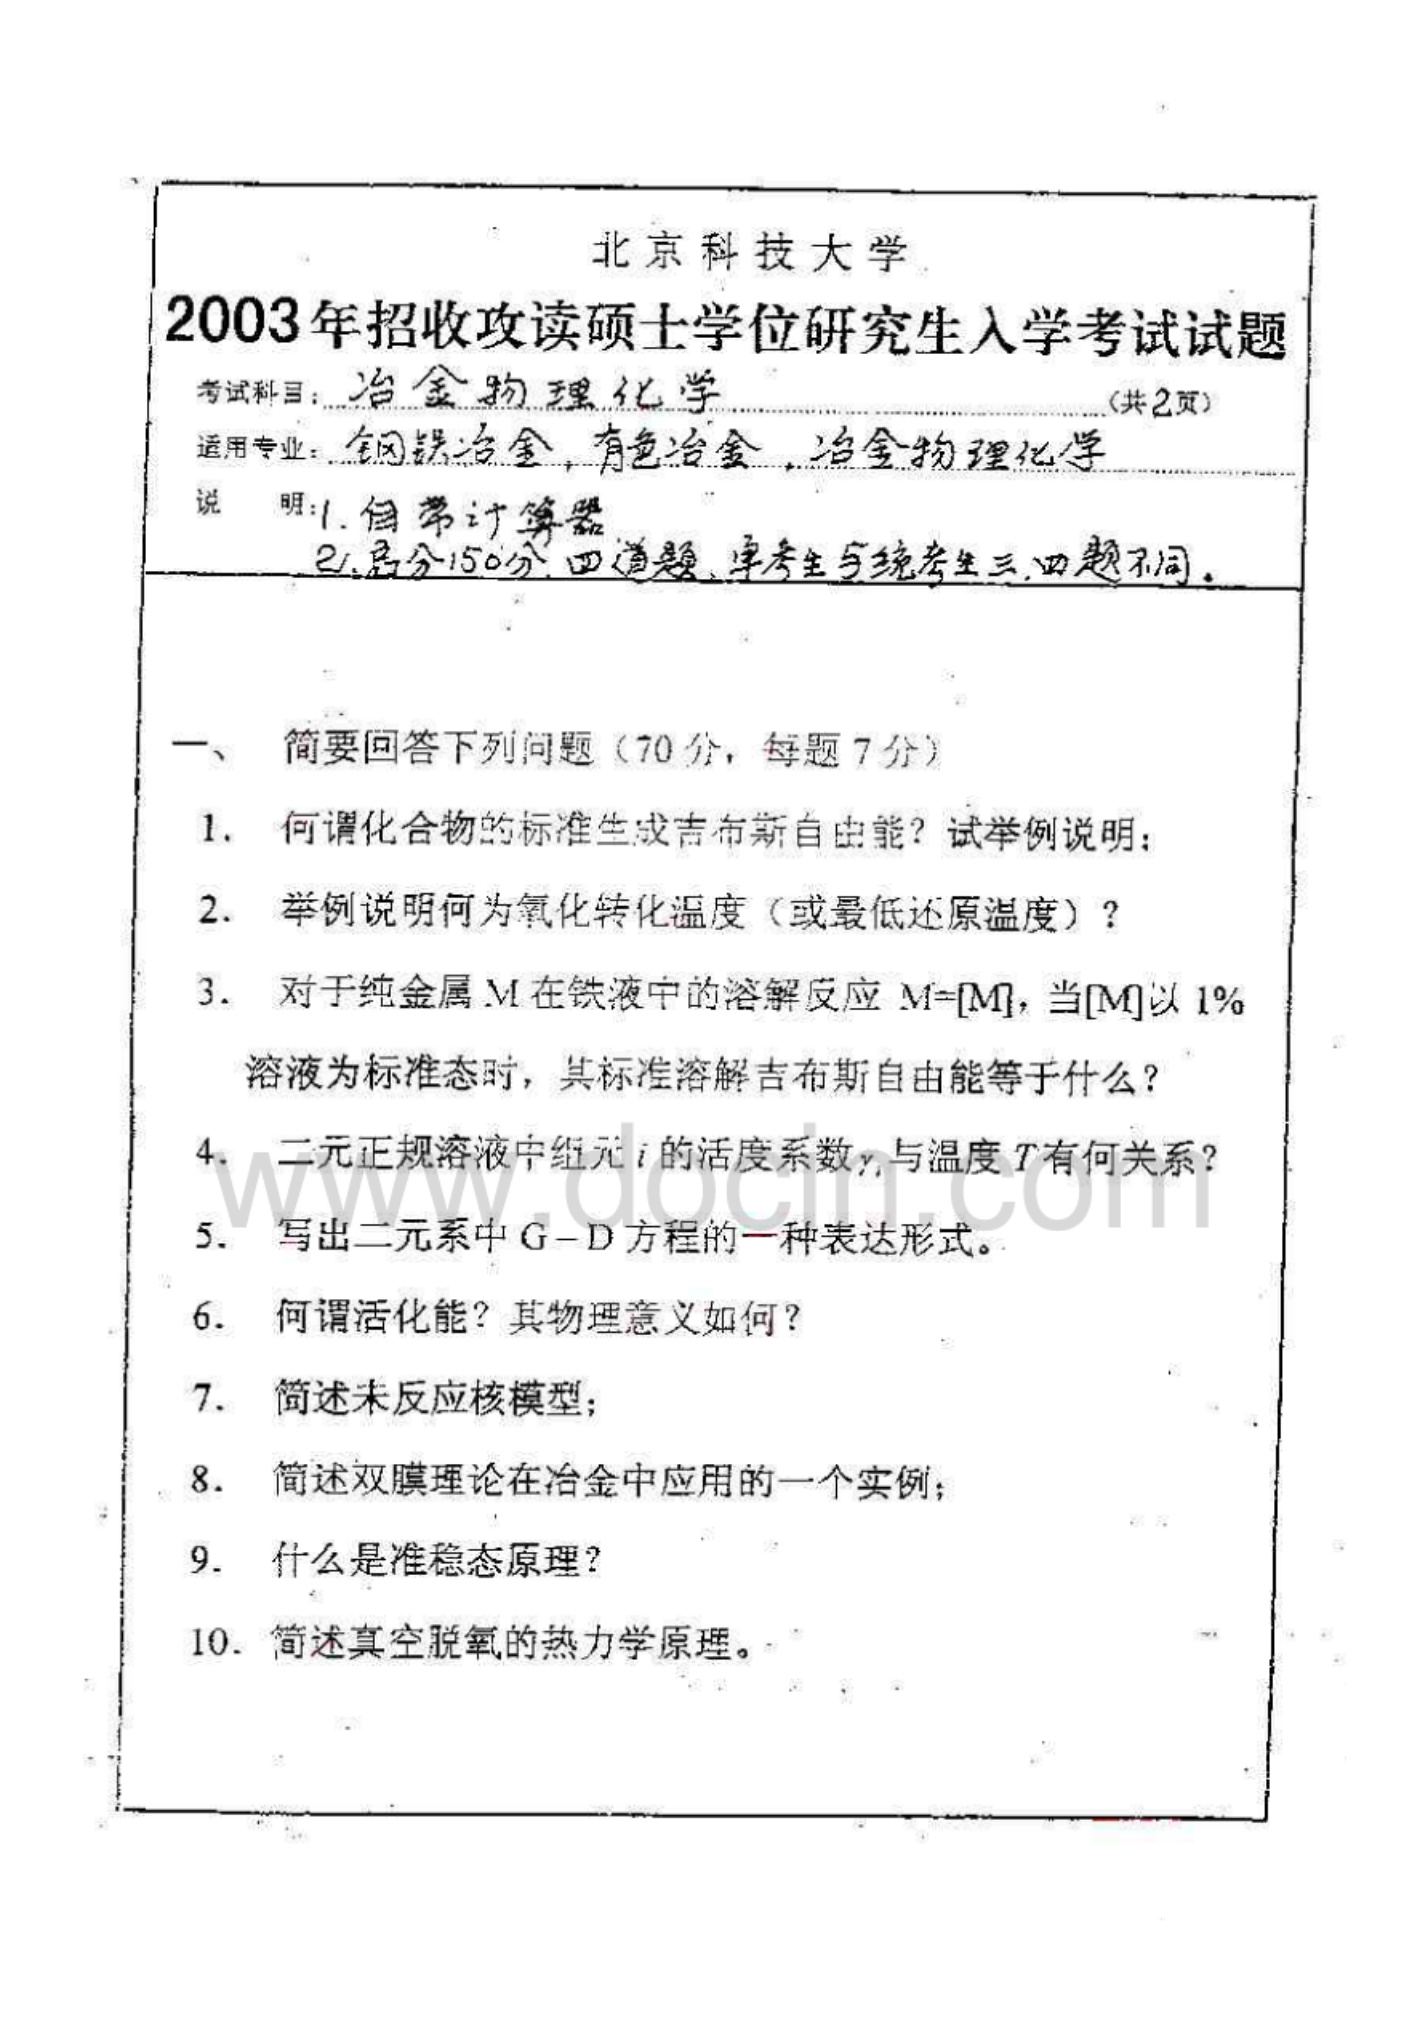 北京科技大学
2003年招收攻读硕士学位研究生入学考试试题
考试科目：冶金物理化学（共2页）
适用专业：钢铁冶金，有色冶金，冶金物理化学
说 明：1.自带计算器
2.总分150分.四道题、单考生与统考生三.四题不同。
一、 简要回答下列问题（70分，每题7分）
1. 何谓化合物的标准生成吉布斯自由能？试举例说明；
2. 举例说明何为氧化转化温度（或最低还原温度）？
3. 对于纯金属 M 在铁液中的溶解反应 M=[M]，当[M]以 1%
溶液为标准态时，其标准溶解吉布斯自由能等于什么？
4. 二元正规溶液中组元 i 的活度系数γi与温度 T 有何关系？
5. 写出二元系中 G－D 方程的一种表达形式。
6. 何谓活化能？其物理意义如何？
7. 简述未反应核模型；
8. 简述双膜理论在冶金中应用的一个实例；
9. 什么是准稳态原理？
10. 简述真空脱氧的热力学原理。
www.docin.com